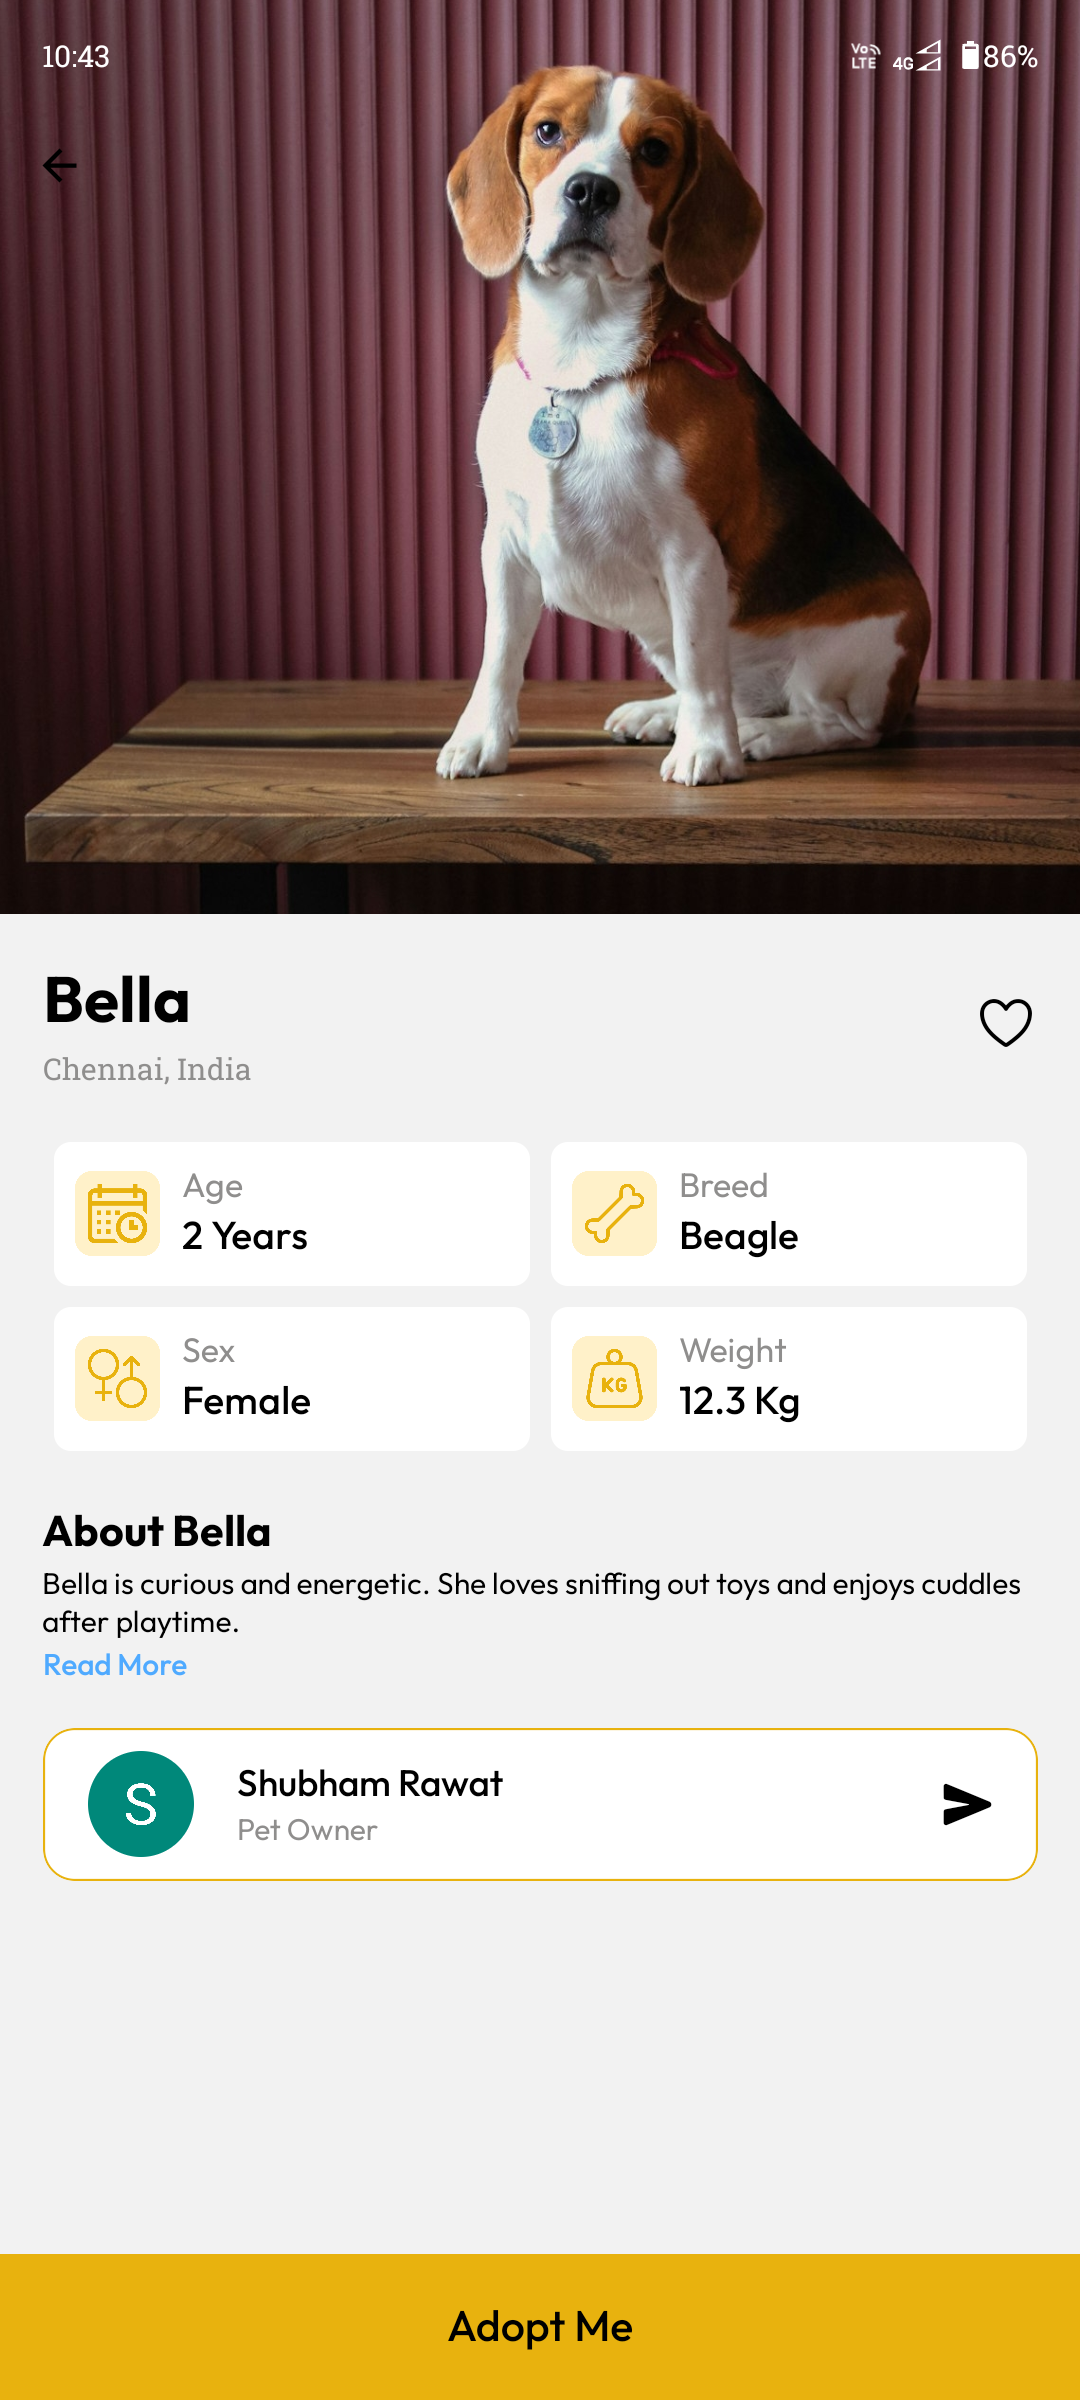 10:43
Vo LTE 4G 86%
Bella
Chennai, India
Age
2 Years
Breed
Beagle
Sex
Female
Weight
KG
12.3 Kg
About Bella
Bella is curious and energetic. She loves sniffing out toys and enjoys cuddles
after playtime.
Read More
S
Shubham Rawat
Pet Owner
Adopt Me